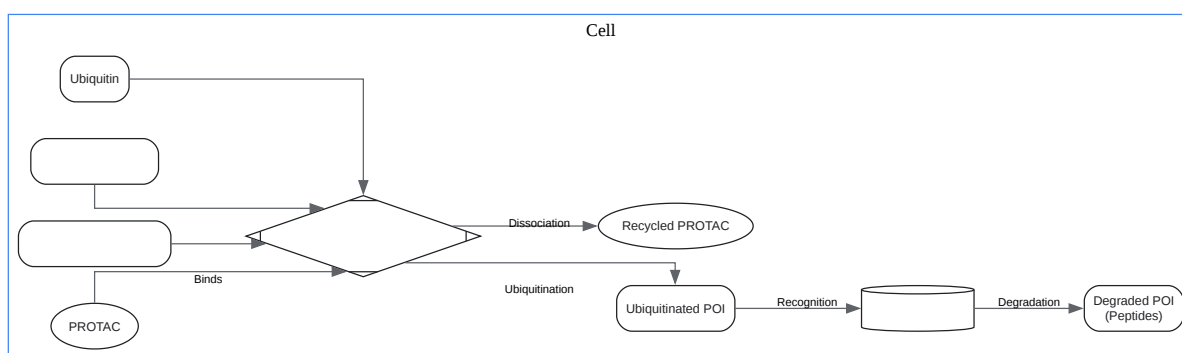 Cell
Ubiquitin
Dissociation
Recycled PROTAC
Binds
Ubiquitination
PROTAC
Ubiquitinated POI
Recognition
Degradation
Degraded POI
(Peptides)